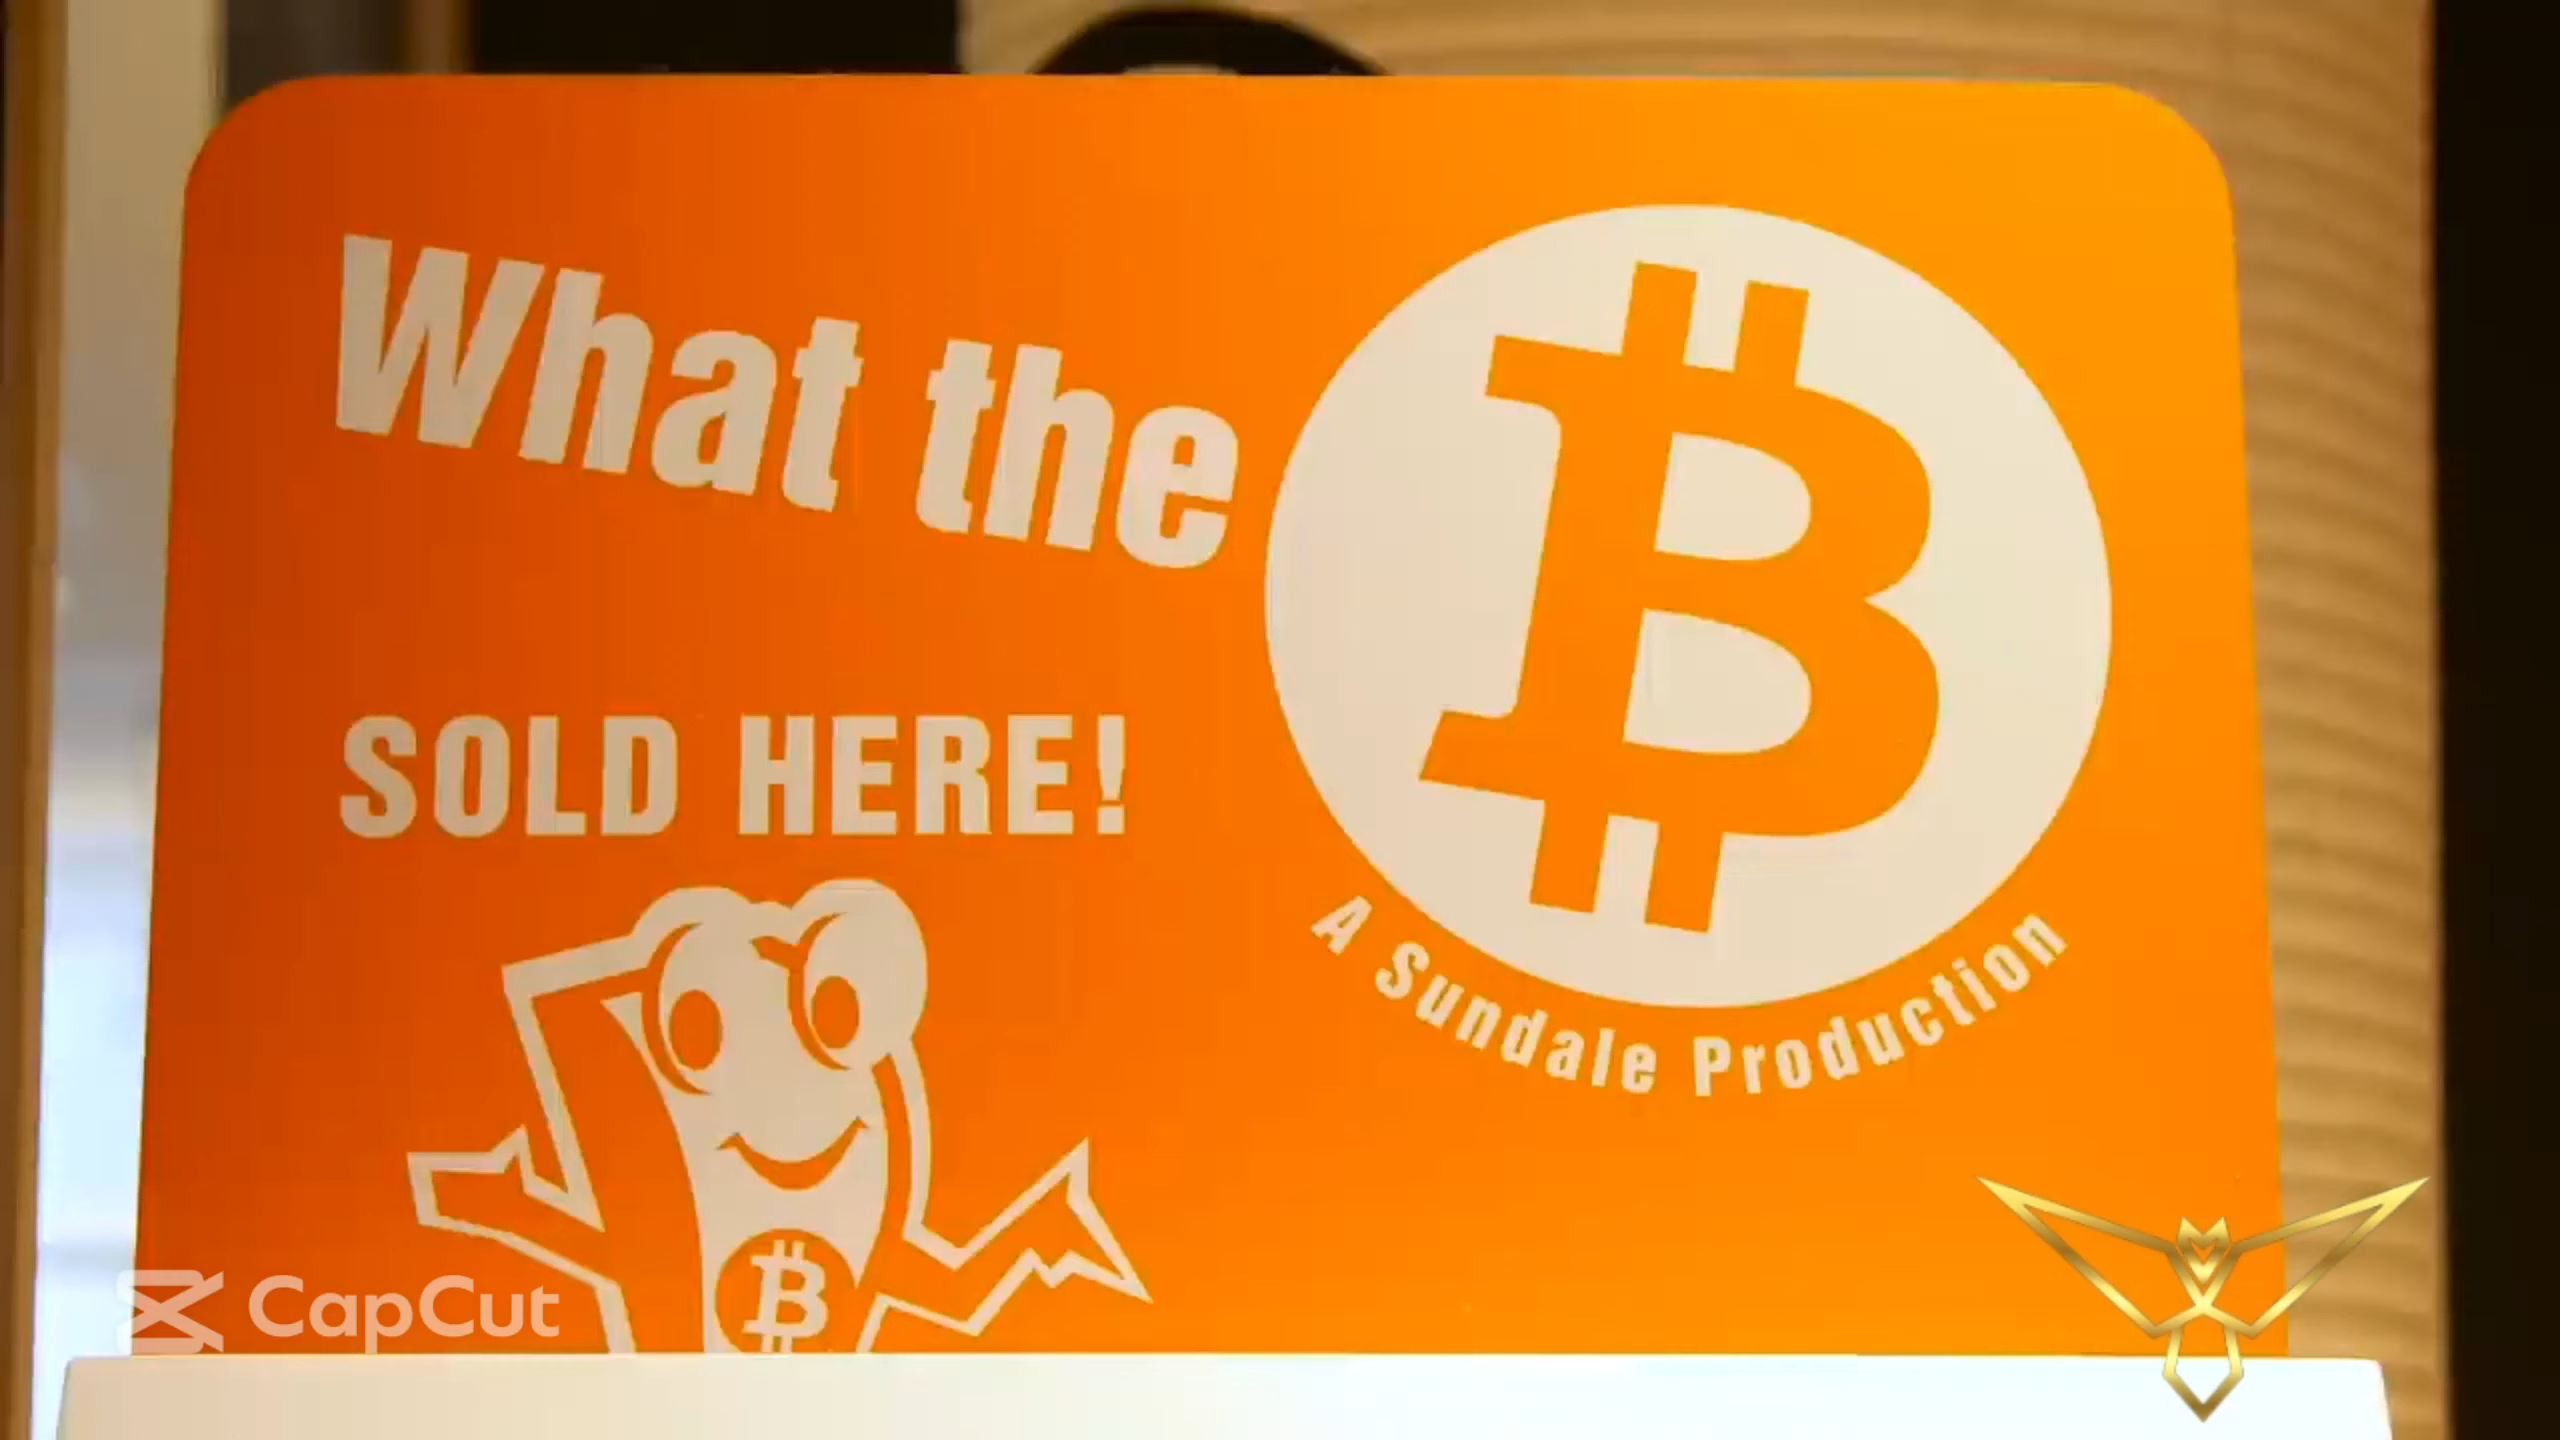 What the
₿
SOLD HERE!
A Sundale Production
₿
CapCut